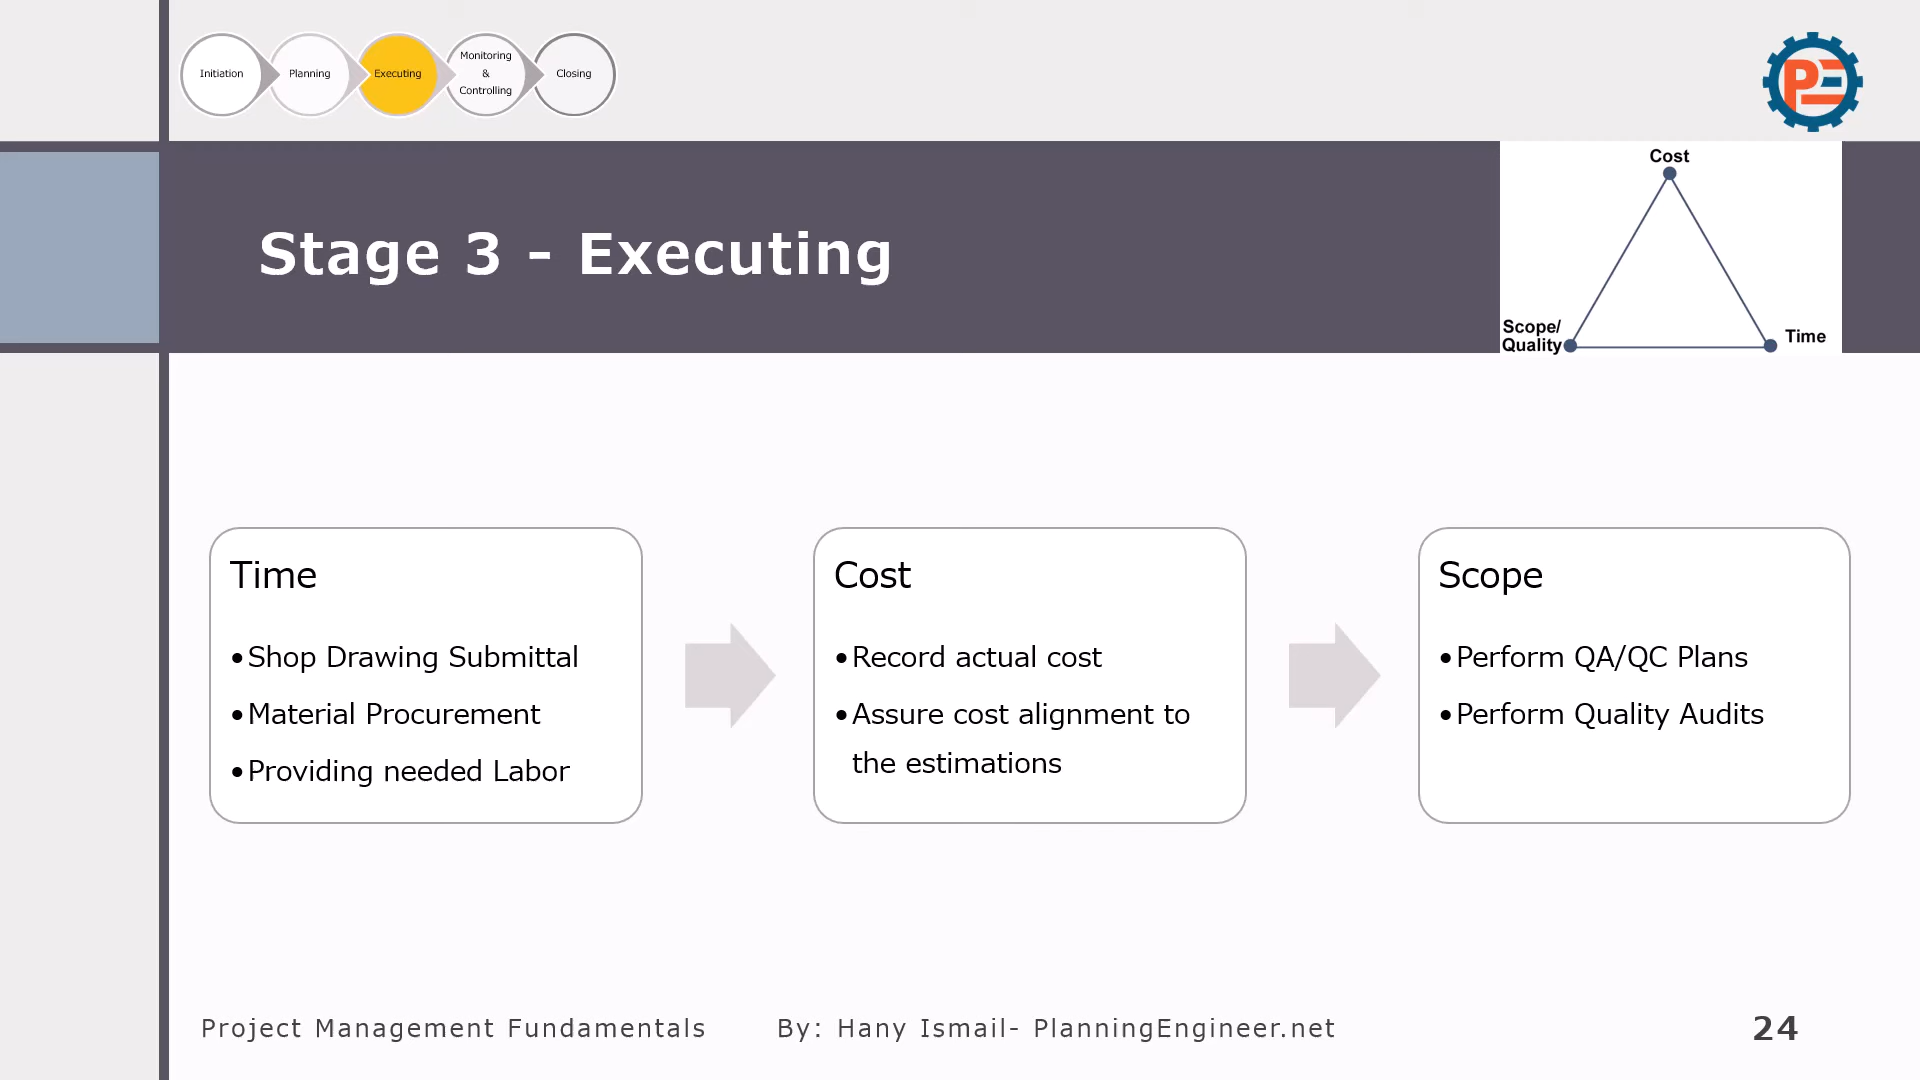 Initiation
Planning
Executing
Monitoring
&
Controlling
Closing
PE
Stage 3 - Executing
Cost
Scope/
Quality
Time
Time
•Shop Drawing Submittal
•Material Procurement
•Providing needed Labor
Cost
•Record actual cost
•Assure cost alignment to
the estimations
Scope
•Perform QA/QC Plans
•Perform Quality Audits
Project Management Fundamentals
By: Hany Ismail- PlanningEngineer.net
24